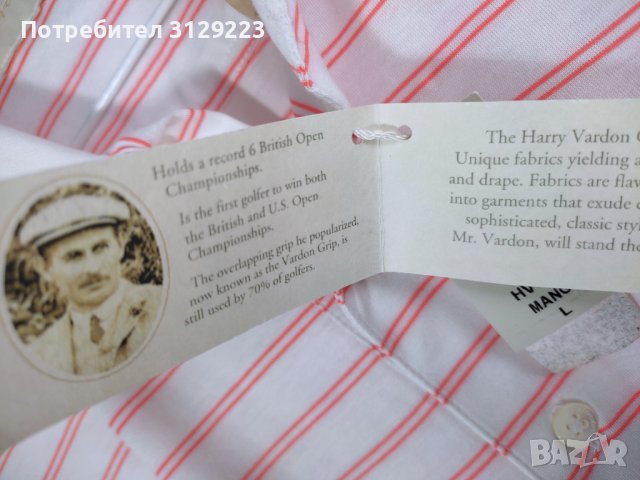 Потребител 3129223
Holds a record 6 British Open
Championships.
Is the first golfer to win both
the British and U.S. Open
Championships.
The overlapping grip he popularized,
now known as the Vardon Grip, is
still used by 70% of golfers.
The Harry Vardon
Unique fabrics yielding a
and drape. Fabrics are
into garments that exude
sophisticated, classic
Mr. Vardon, will stand the
L
BAZAR